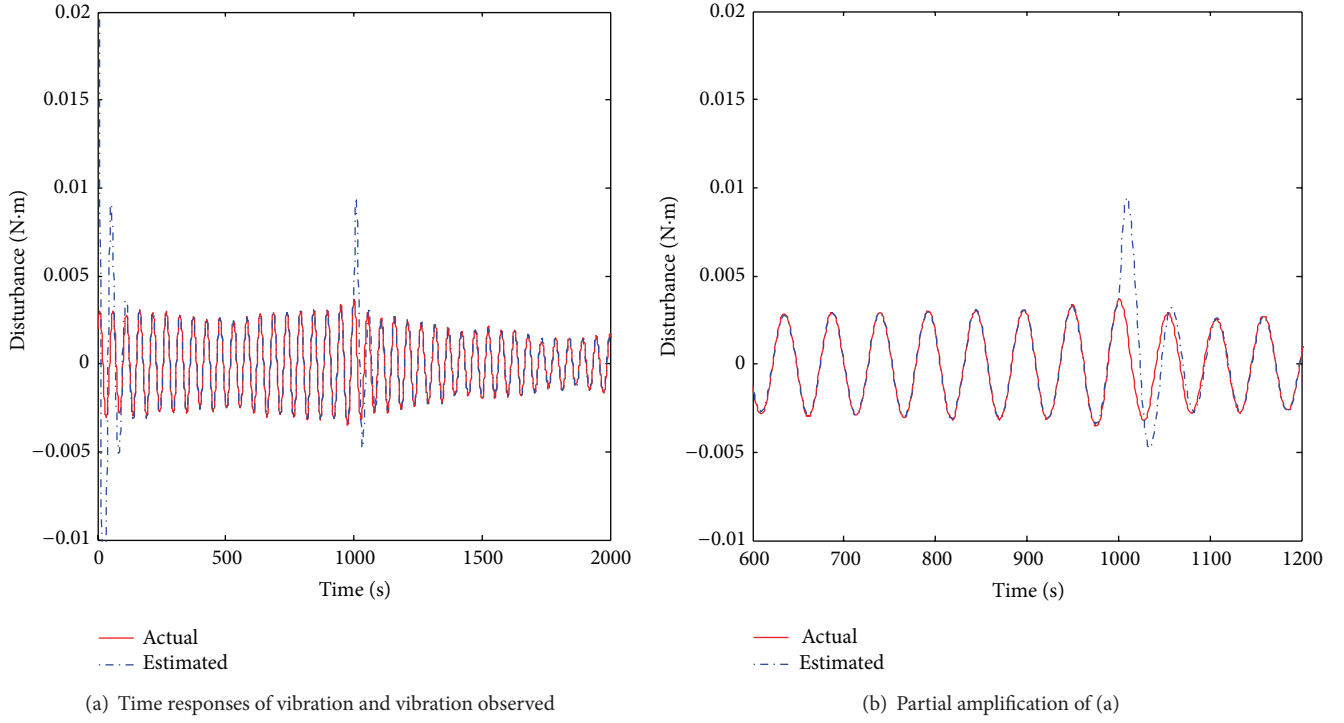 0.02
0.015
0.01
0.005
0
−0.005
−0.01
Disturbance (N·m)
0
500
1000
1500
2000
Time (s)
Actual
Estimated
(a) Time responses of vibration and vibration observed
0.02
0.015
0.01
0.005
0
−0.005
−0.01
Disturbance (N·m)
600
700
800
900
1000
1100
1200
Time (s)
Actual
Estimated
(b) Partial amplification of (a)